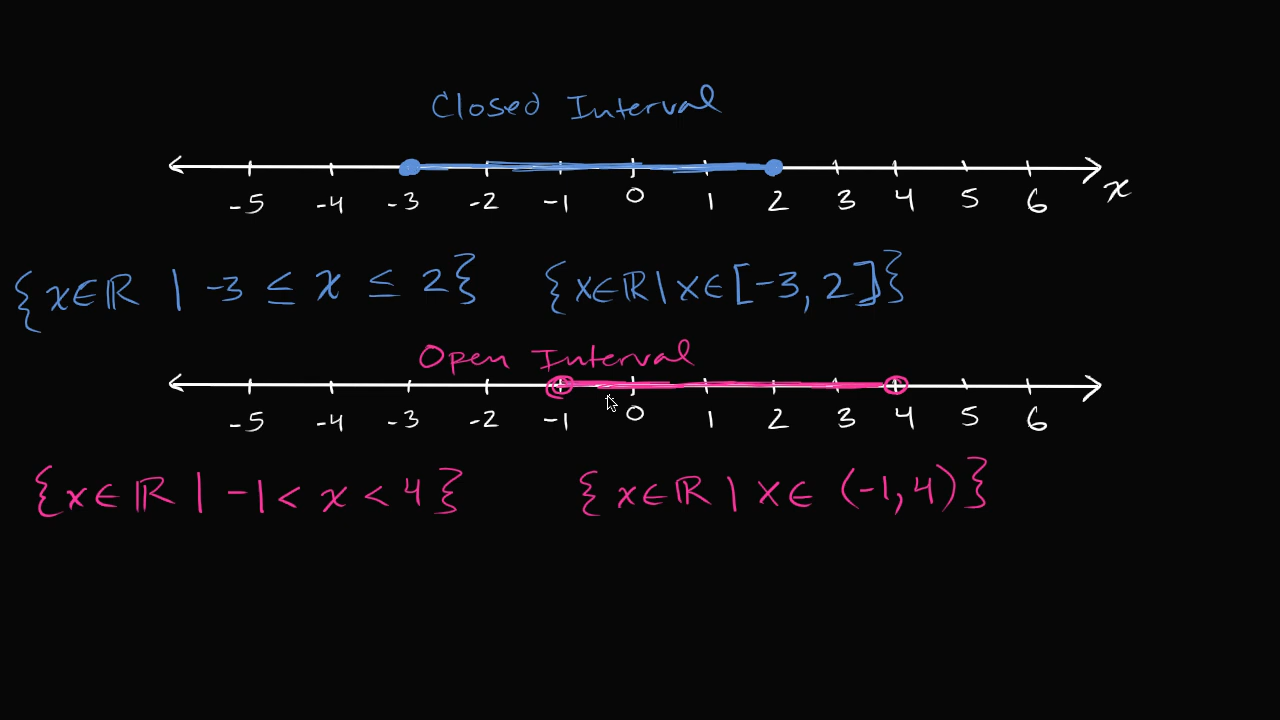 Closed Interval
-5 -4 -3 -2 -1 0 1 2 3 4 5 6 x
{x∈ℝ | -3 ≤ x ≤ 2} {x∈ℝ | x∈[-3, 2]}
Open Interval
-5 -4 -3 -2 -1 0 1 2 3 4 5 6
{x∈ℝ | -1 < x < 4} {x∈ℝ | x∈(-1, 4)}